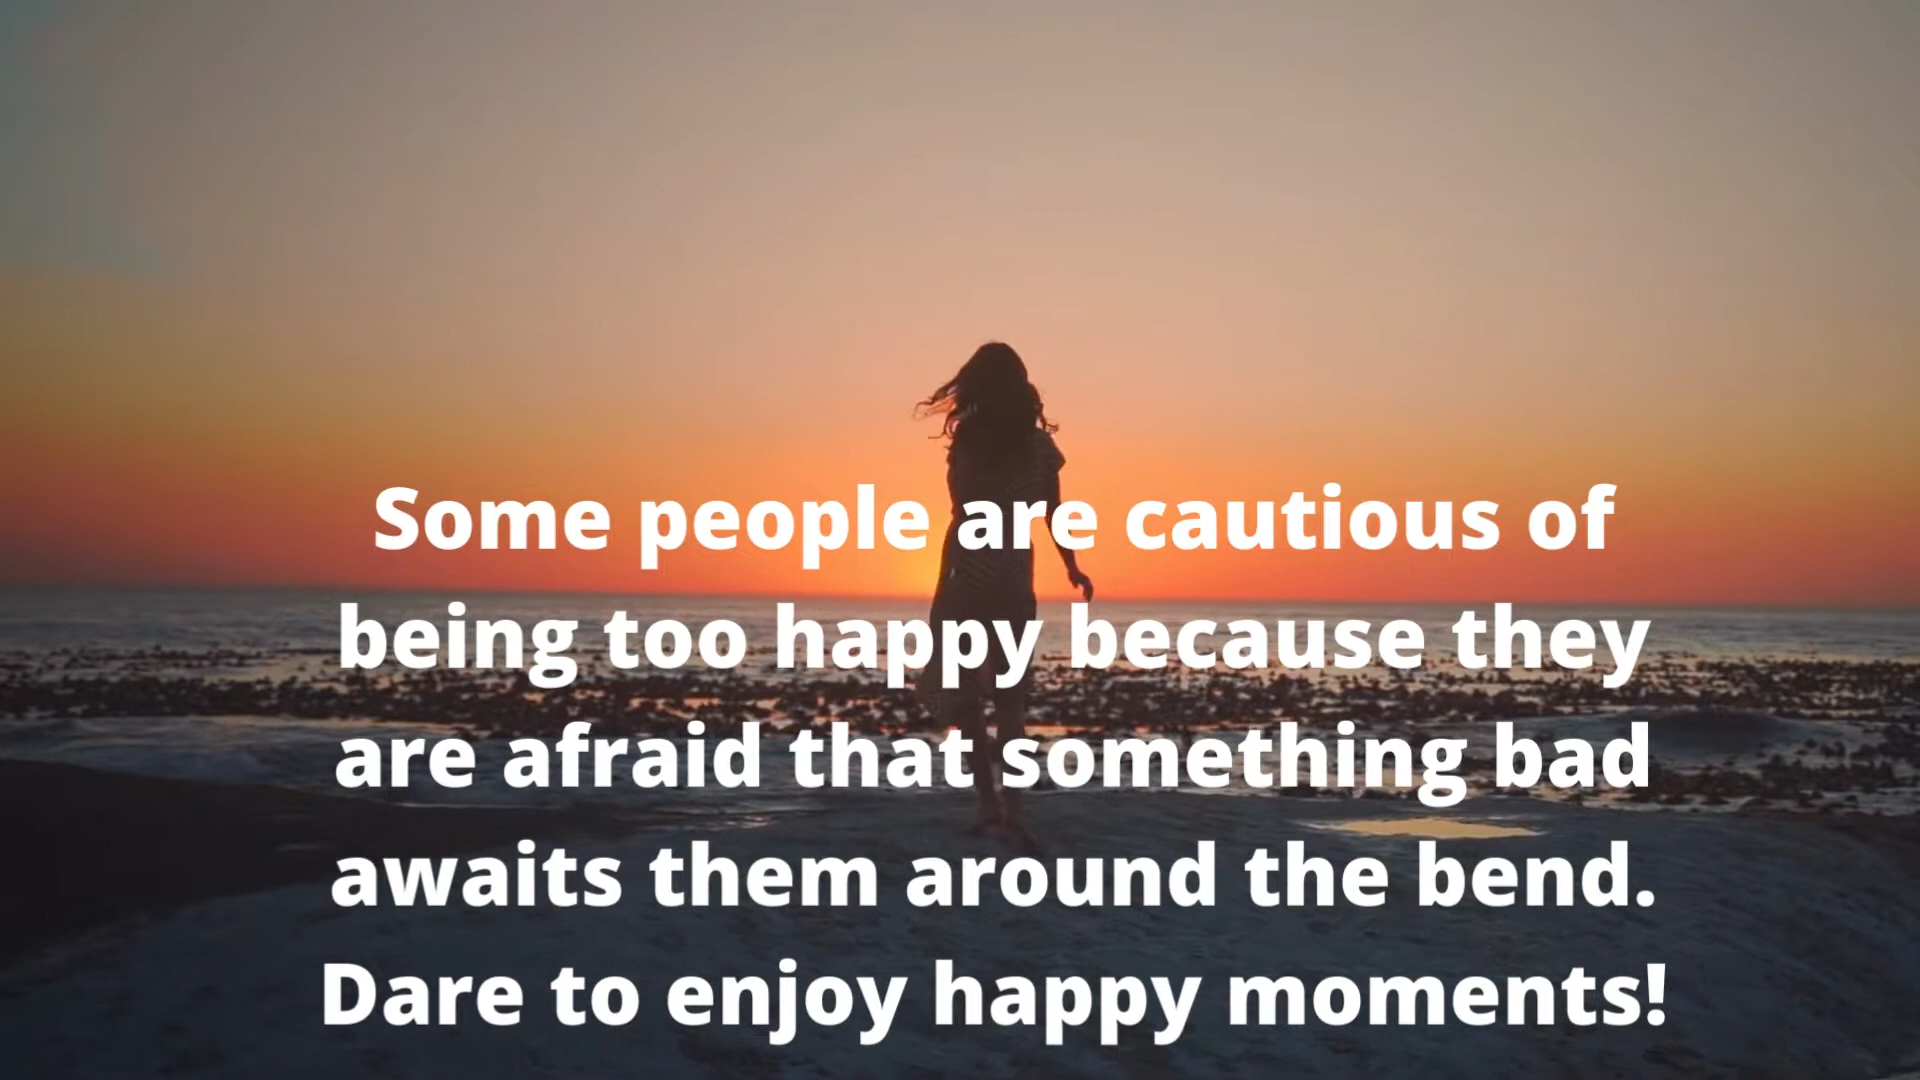 Some people are cautious of
being too happy because they
are afraid that something bad
awaits them around the bend.
Dare to enjoy happy moments!